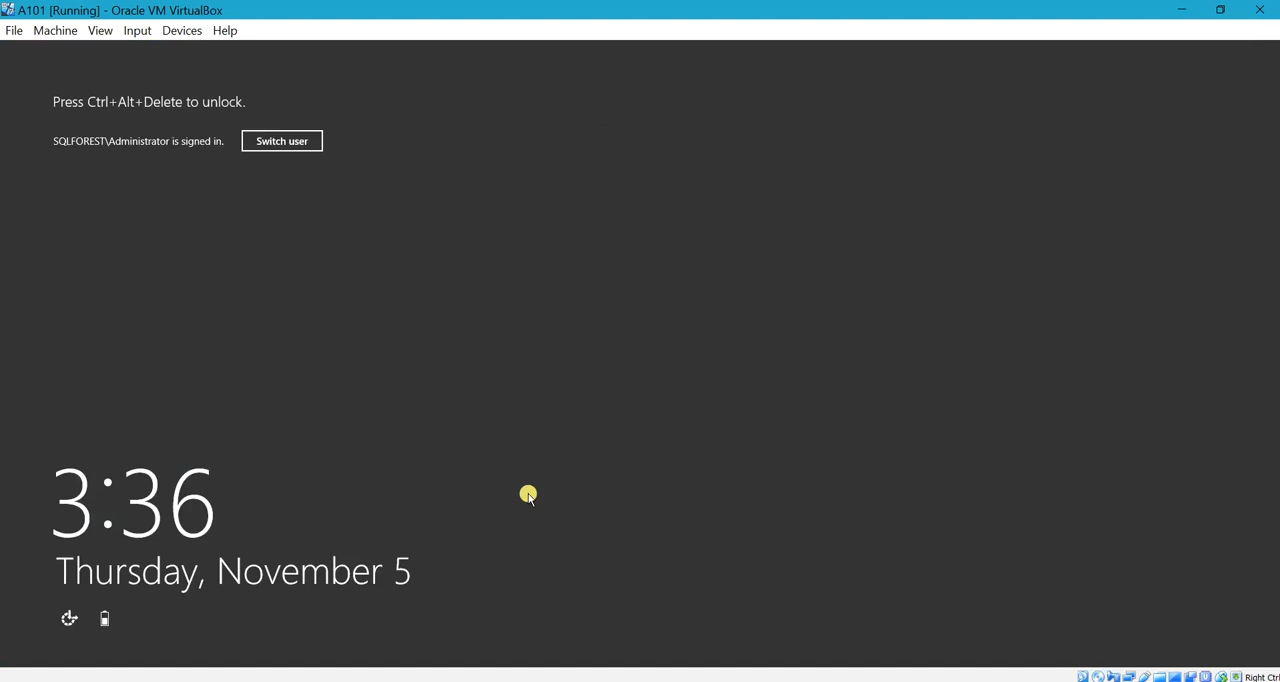 A101 [Running] - Oracle VM VirtualBox
File Machine View Input Devices Help
Press Ctrl+Alt+Delete to unlock.
SQLFOREST\Administrator is signed in. Switch user
3:36
Thursday, November 5
Right Ctrl